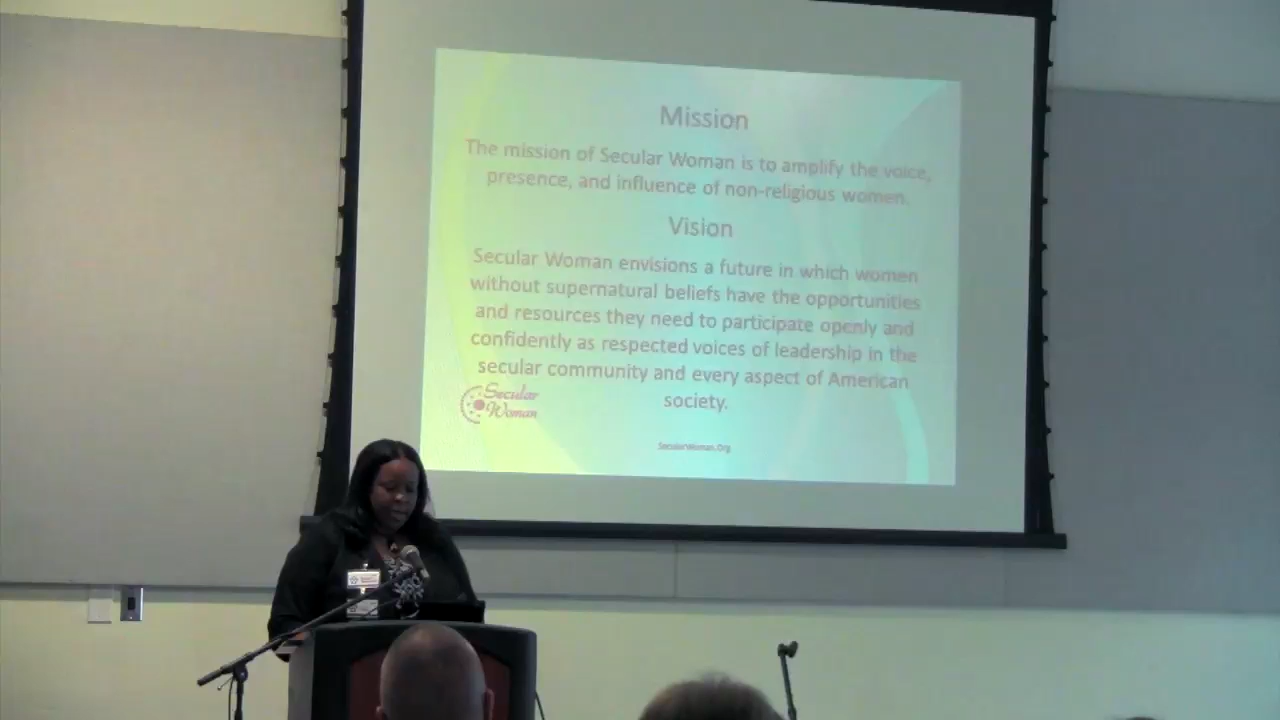 Mission
The mission of Secular Woman is to amplify the voice,
presence, and influence of non-religious women.
Vision
Secular Woman envisions a future in which women
without supernatural beliefs have the opportunities
and resources they need to participate openly and
confidently as respected voices of leadership in the
secular community and every aspect of American
society.
Secular
Woman
SecularWoman.Org